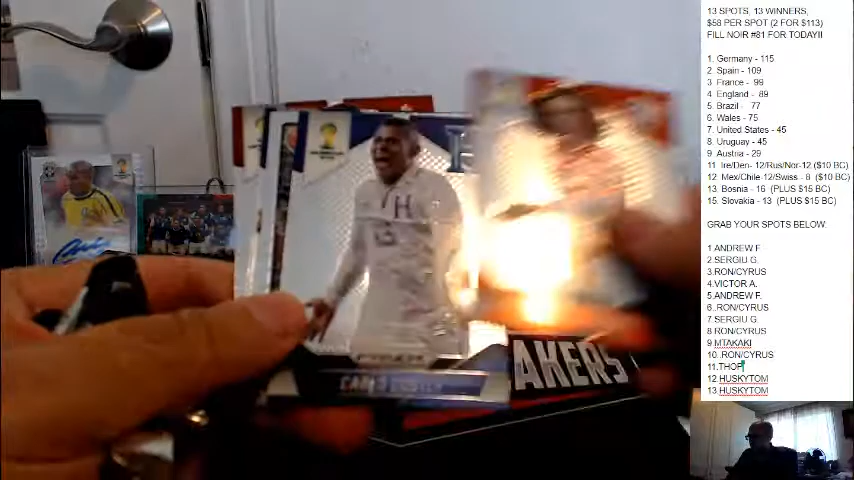 13 SPOTS, 13 WINNERS,
$58 PER SPOT (2 FOR $113)
FILL NOIR #81 FOR TODAY!!
1. Germany - 115
2. Spain - 109
3 France - 99
4 England - 89
5. Brazil - 77
6. Wales - 75
7. United States - 45
8. Uruguay - 45
9 Austria - 29
11 Ire/Den- 12/Rus/Nor-12 ($10 BC)
12 Mex/Chile-12/Swiss - 8 ($10 BC)
13. Bosnia - 16 (PLUS $15 BC)
15. Slovakia - 13 (PLUS $15 BC)
GRAB YOUR SPOTS BELOW:
1 ANDREW F
2.SERGIU G.
3.RON/CYRUS
4.VICTOR A.
5.ANDREW F.
6..RON/CYRUS
7.SERGIU G.
8 RON/CYRUS
9.MTAKAKI
10..RON/CYRUS
11.THOP
12.HUSKYTOM
13.HUSKYTOM
H
AKERS